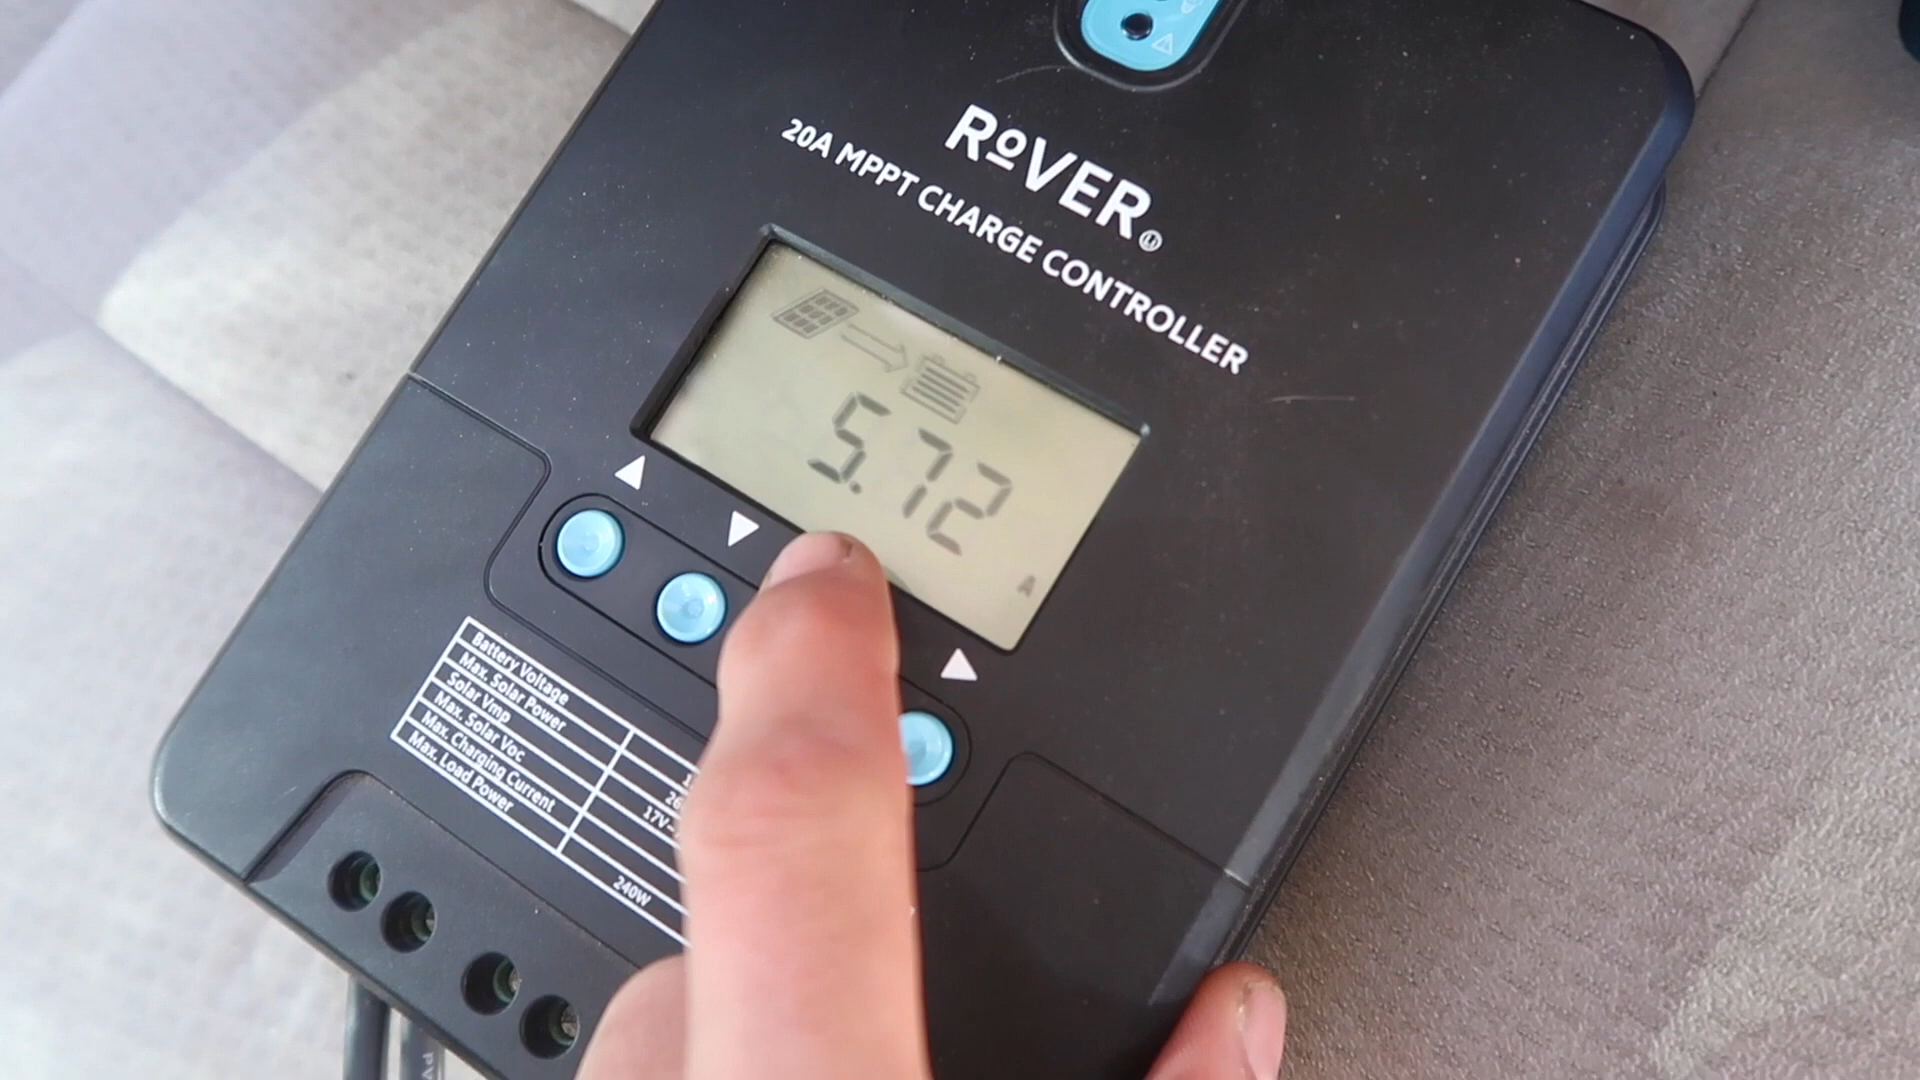 RoVER
20A MPPT CHARGE CONTROLLER
5.72
A
Battery Voltage
Max. Solar Power
Solar Vmp
Max. Solar Voc
Max. Charging Current
Max. Load Power
240W